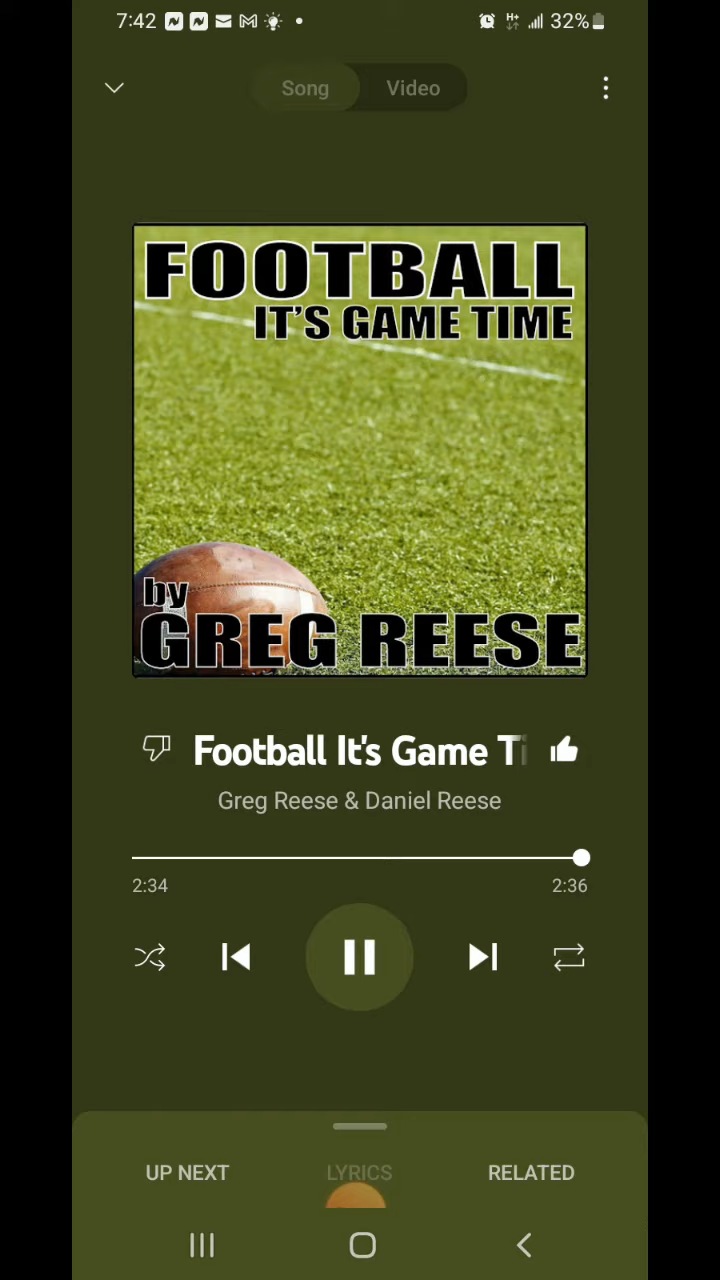 7:42 32%
Song Video
FOOTBALL
IT'S GAME TIME
by
GREG REESE
Football It's Game Ti
Greg Reese & Daniel Reese
2:34 2:36
UP NEXT LYRICS RELATED